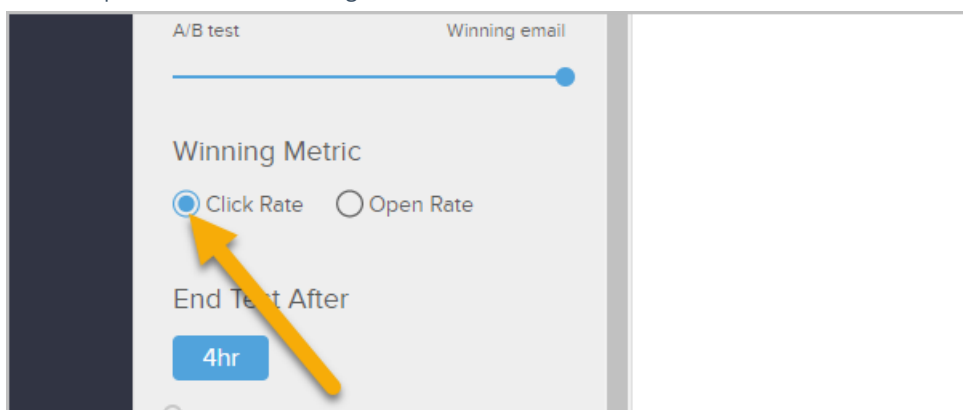 A/B test Winning email
Winning Metric
Click Rate Open Rate
End Test After
4hr